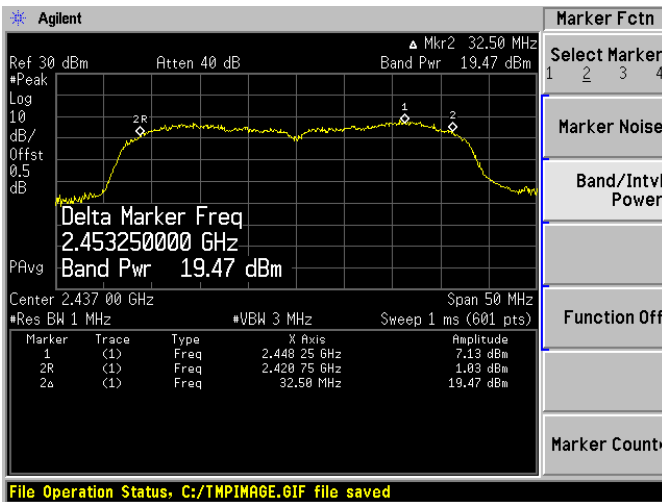 Agilent
Marker Fctn
▵ Mkr2 32.50 MHz
Ref 30 dBm Atten 40 dB Band Pwr 19.47 dBm
#Peak
Log
10
dB/
Offst
0.5
dB
2R
1
2
Delta Marker Freq
2.453250000 GHz
PAvg
Band Pwr 19.47 dBm
Center 2.437 00 GHz Span 50 MHz
#Res BW 1 MHz #VBW 3 MHz Sweep 1 ms (601 pts)
Marker Trace Type X Axis Amplitude
1 (1) Freq 2.448 25 GHz 7.13 dBm
2R (1) Freq 2.420 75 GHz 1.03 dBm
2▵ (1) Freq 32.50 MHz 19.47 dBm
Select Marker
1 2 3 4
Marker Noise
Band/Intvl
Power
Function Off
Marker Count
File Operation Status, C:/TMPIMAGE.GIF file saved